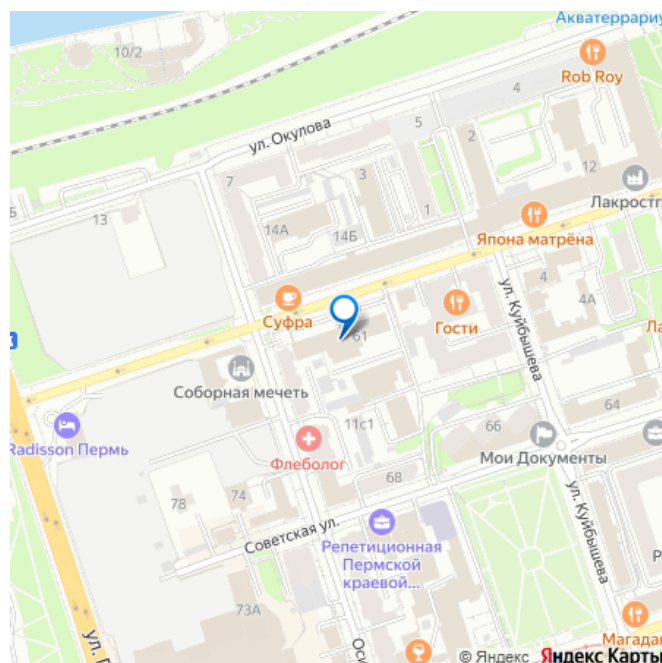 Акватеррариу
10/2
Rob Roy
4
ул. Окулова
5
2
7
3
12
Лакростг
14А
14Б
1
13
Япона матрёна
4
4А
Суфра
Гости
ул. Куйбышева
61
Соборная мечеть
64
11с1
66
Radisson Пермь
Флеболог
Мои Документы
68
78
74
Советская ул.
ул. Куйбышева
Репетиционная
Пермской
краевой...
73А
Магадан
© Яндекс Яндекс Карты